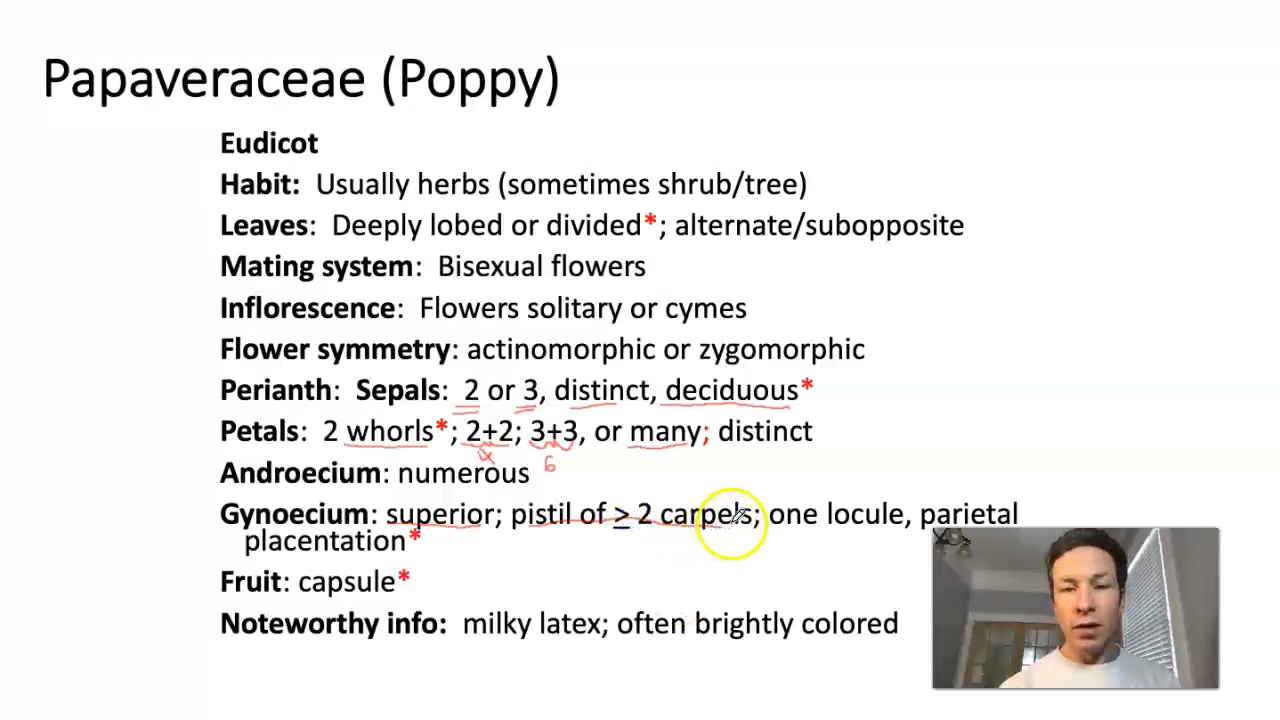 Papaveraceae (Poppy)
Eudicot
Habit: Usually herbs (sometimes shrub/tree)
Leaves: Deeply lobed or divided*; alternate/subopposite
Mating system: Bisexual flowers
Inflorescence: Flowers solitary or cymes
Flower symmetry: actinomorphic or zygomorphic
Perianth: Sepals: 2 or 3, distinct, deciduous*
Petals: 2 whorls*; 2+2; 3+3, or many; distinct
4 6
Androecium: numerous
Gynoecium: superior; pistil of ≥ 2 carpels; one locule, parietal
placentation*
Fruit: capsule*
Noteworthy info: milky latex; often brightly colored